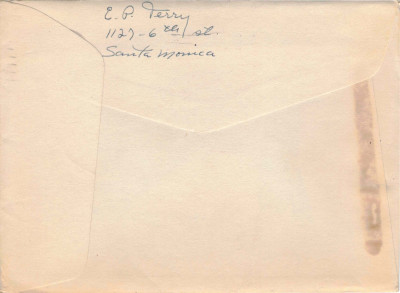 E. P. Terry
1127-6th st.
Santa Monica